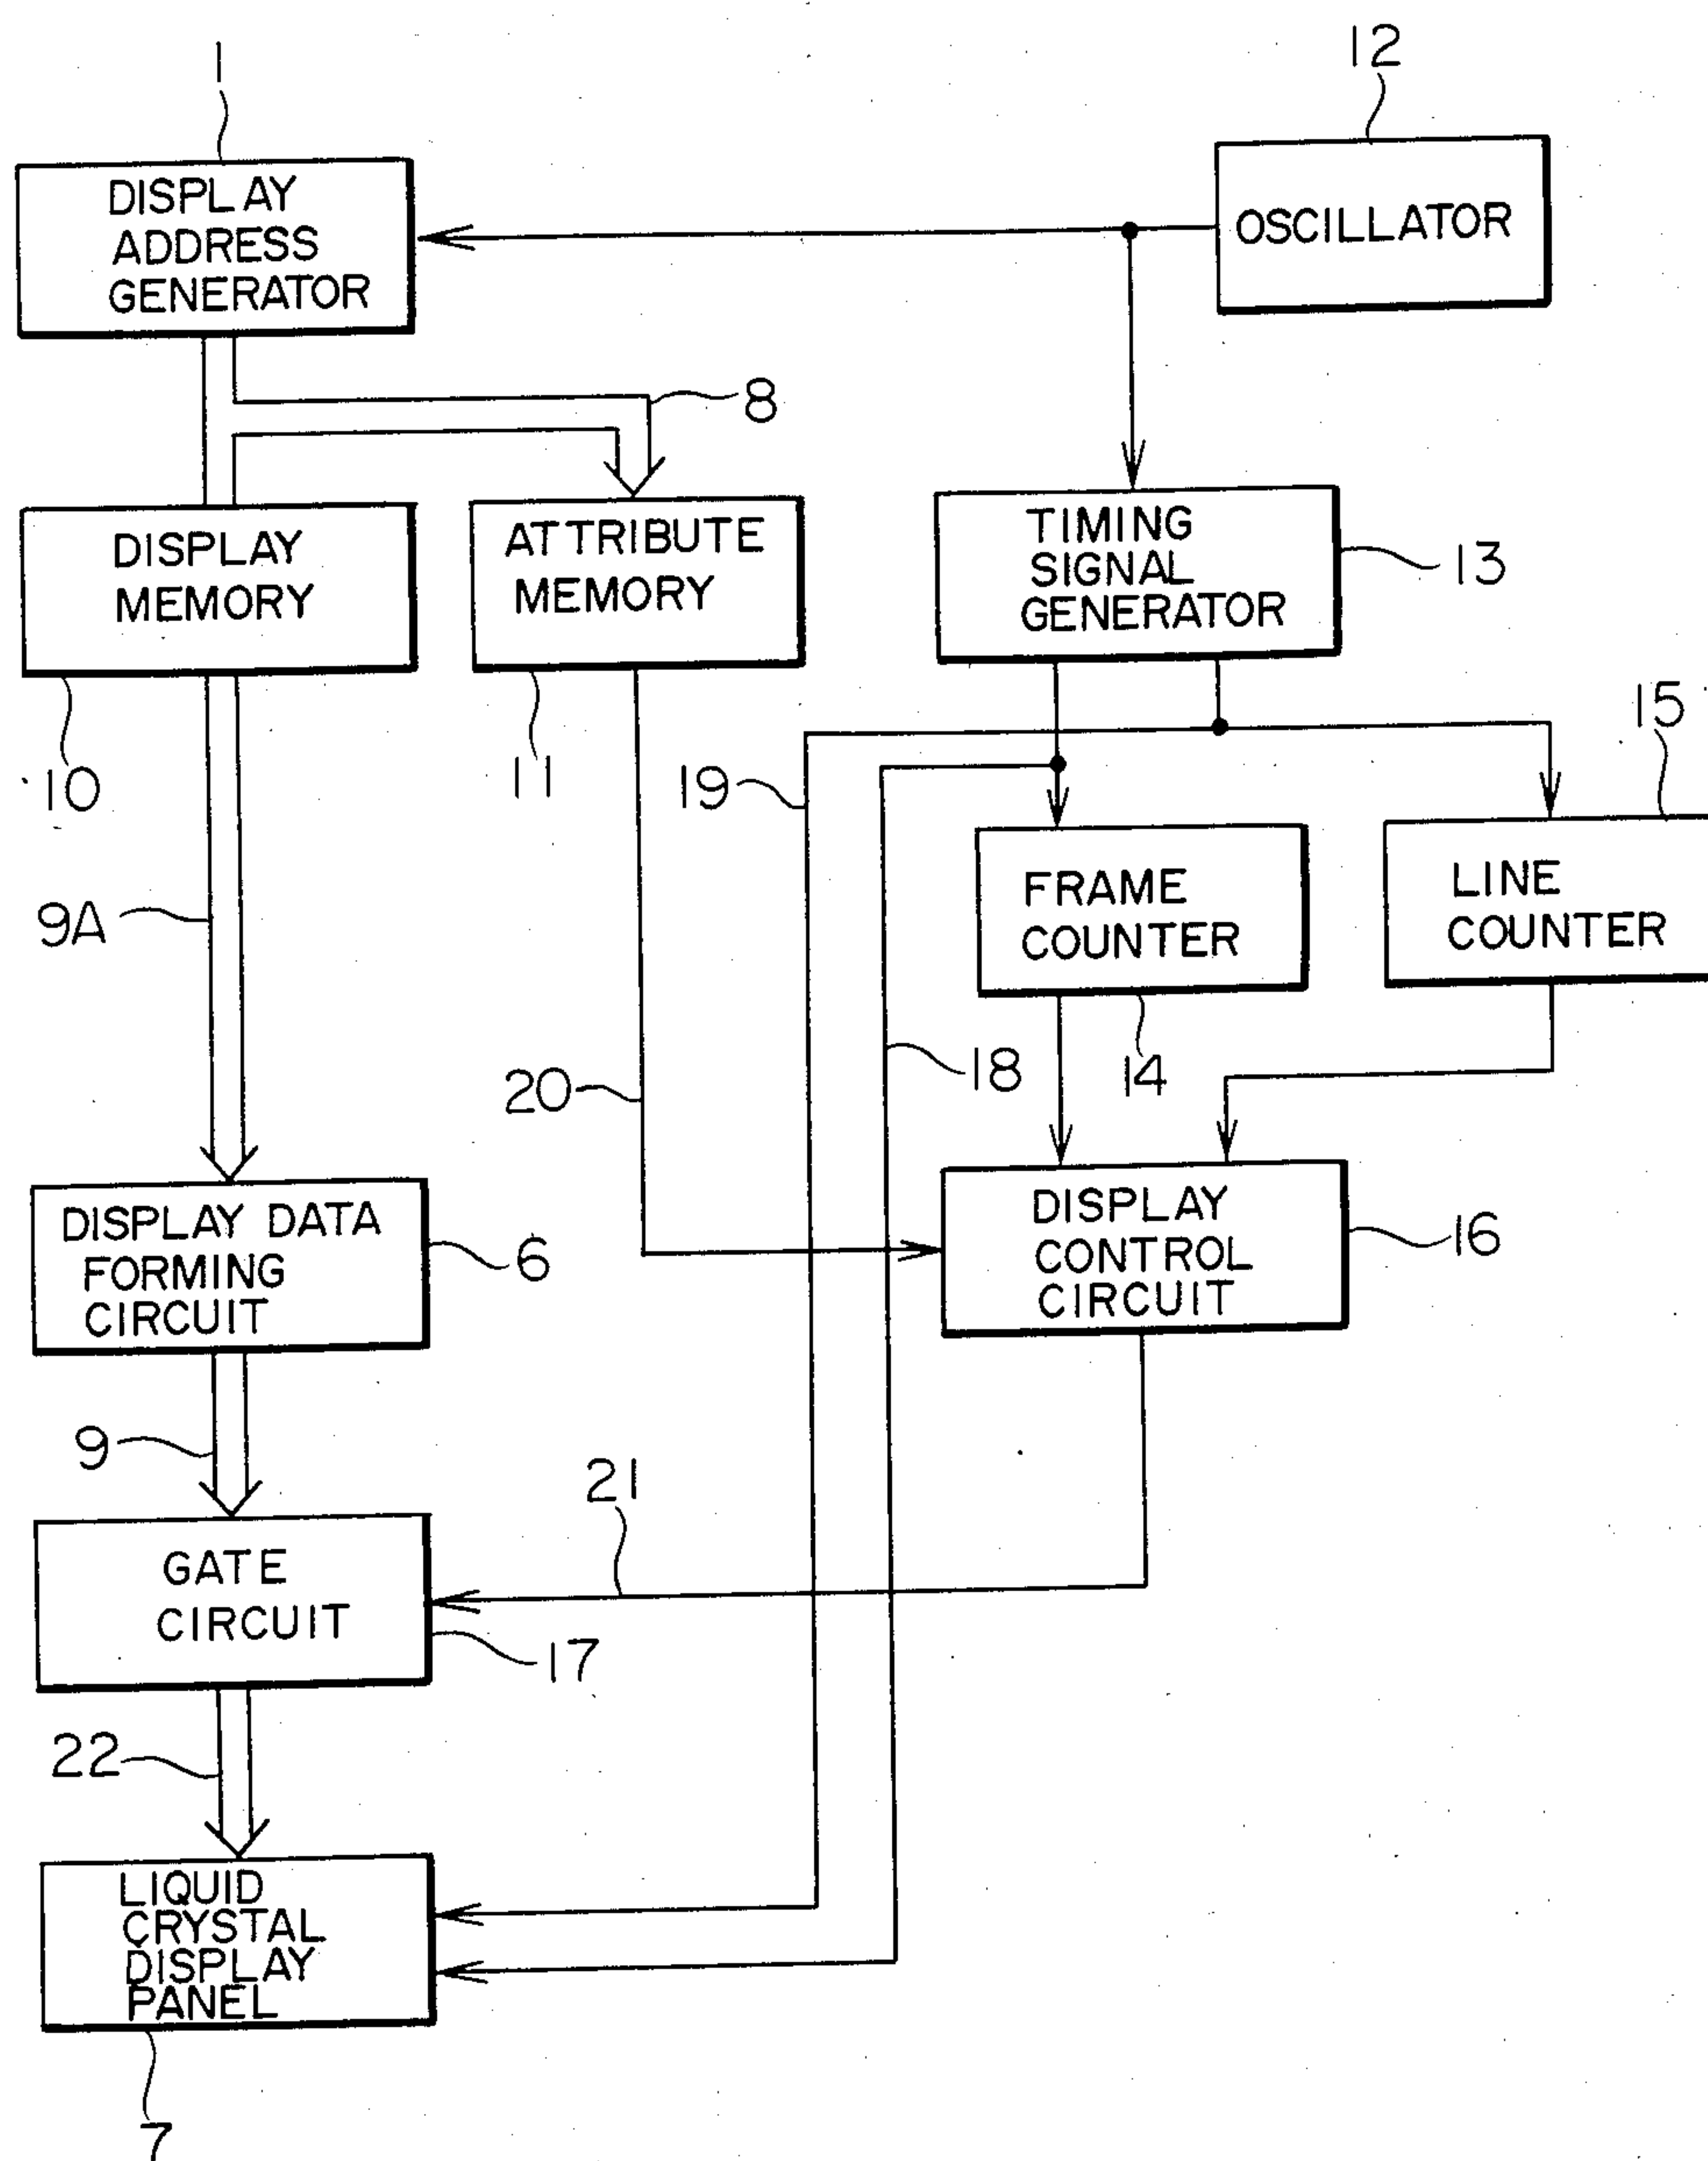 1
12
DISPLAY
ADDRESS
GENERATOR
OSCILLATOR
8
DISPLAY
MEMORY
ATTRIBUTE
MEMORY
TIMING
SIGNAL
GENERATOR
13
10
11
19
15
9A
FRAME
COUNTER
LINE
COUNTER
20
18
14
DISPLAY DATA
FORMING
CIRCUIT
6
DISPLAY
CONTROL
CIRCUIT
16
9
21
GATE
CIRCUIT
17
22
LIQUID
CRYSTAL
DISPLAY
PANEL
7